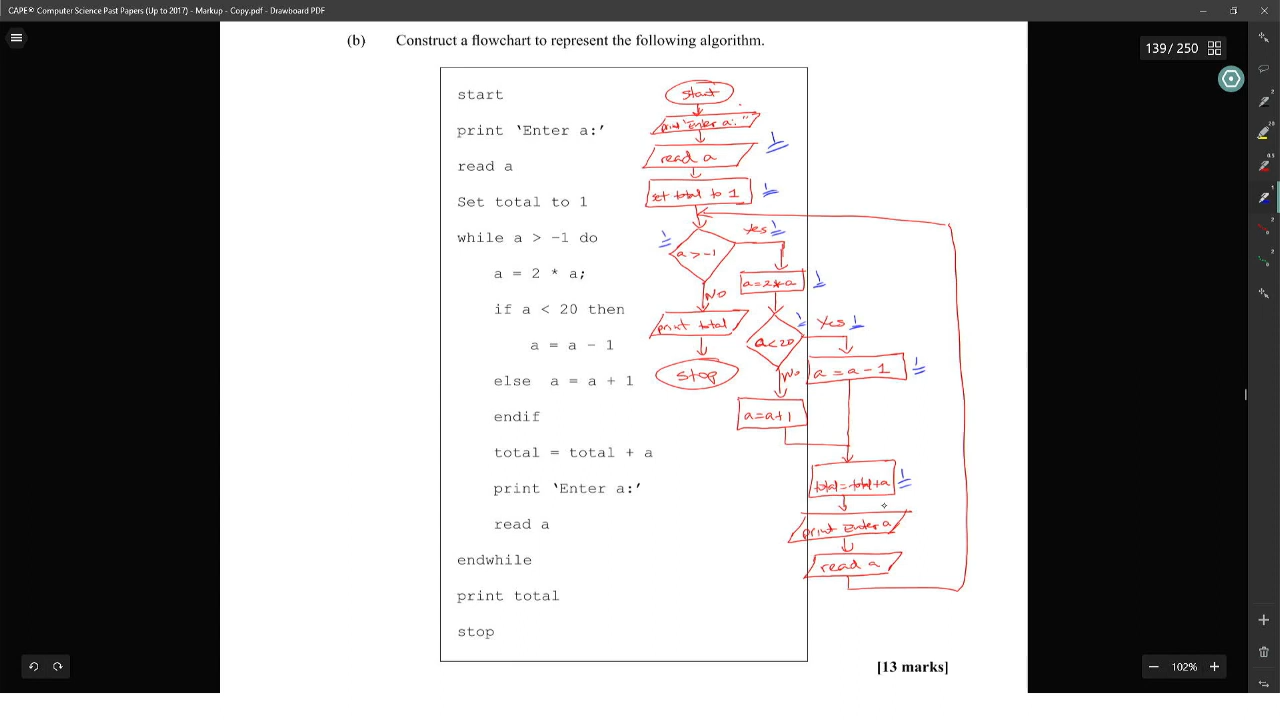 CAPE® Computer Science Past Papers (Up to 2017) - Markup - Copy.pdf - Drawboard PDF
139 / 250
(b) Construct a flowchart to represent the following algorithm.
start
print ‘Enter a:’
read a
Set total to 1
while a > -1 do
a = 2 * a;
if a < 20 then
a = a - 1
else a = a + 1
endif
total = total + a
print ‘Enter a:’
read a
endwhile
print total
stop
start
print "Enter a:"
read a
1
set total to 1
1
1
a > -1
Yes 1
No
a=2*a
1
print total
stop
a<20
1
Yes 1
No
a = a - 1
1
a=a+1
total=total+a
1
print Enter a
read a
[13 marks]
102%